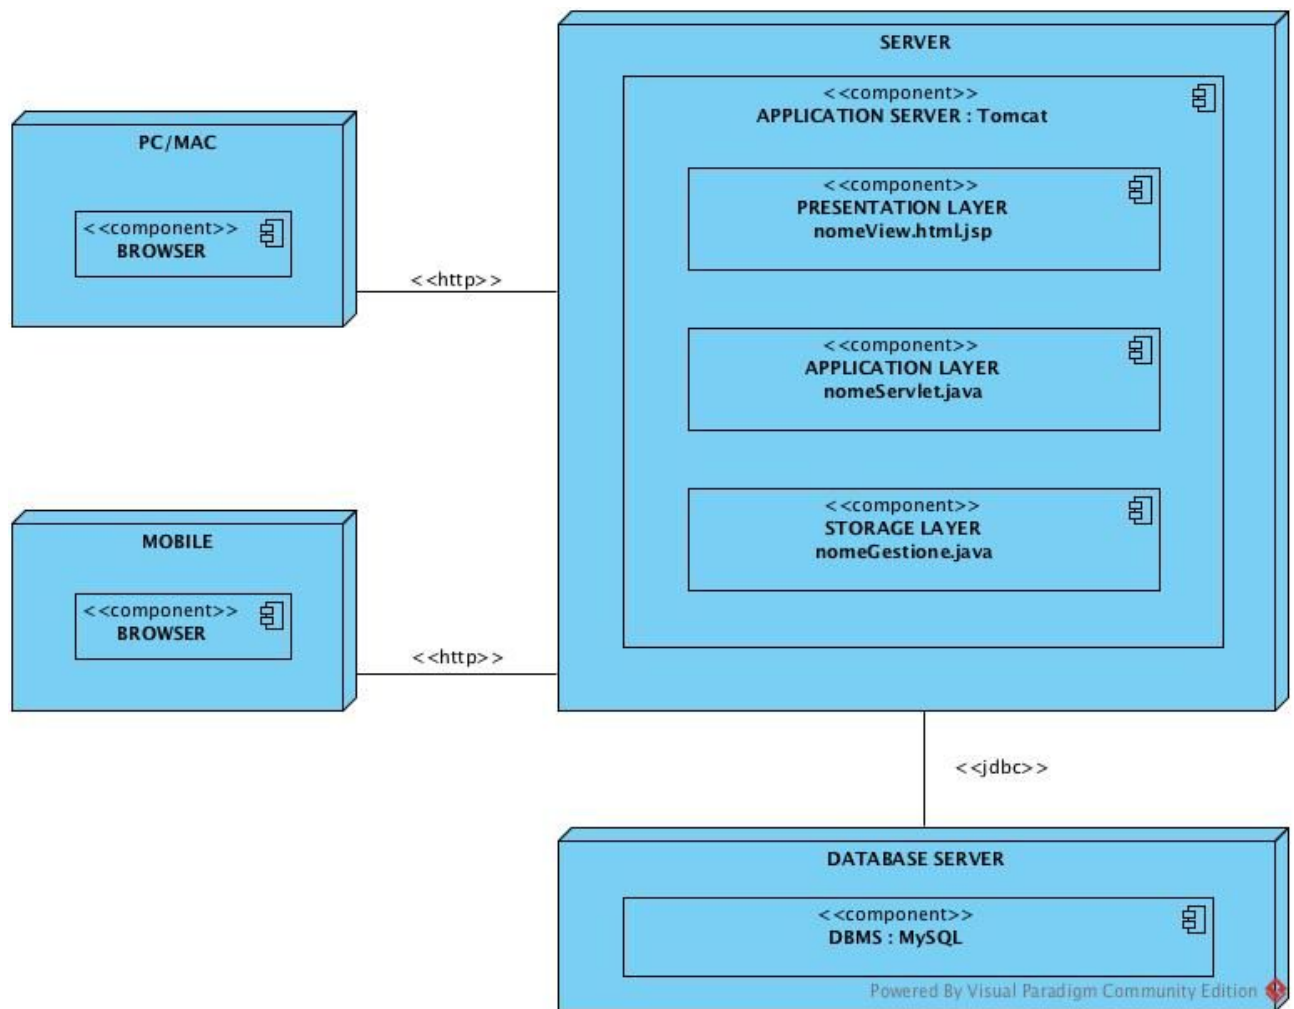 SERVER
<<component>>
APPLICATION SERVER : Tomcat
PC/MAC
<<component>>
PRESENTATION LAYER
nomeView.html.jsp
<<component>>
BROWSER
<<http>>
<<component>>
APPLICATION LAYER
nomeServlet.java
<<component>>
STORAGE LAYER
nomeGestione.java
MOBILE
<<component>>
BROWSER
<<http>>
<<jdbc>>
DATABASE SERVER
<<component>>
DBMS : MySQL
Powered By Visual Paradigm Community Edition